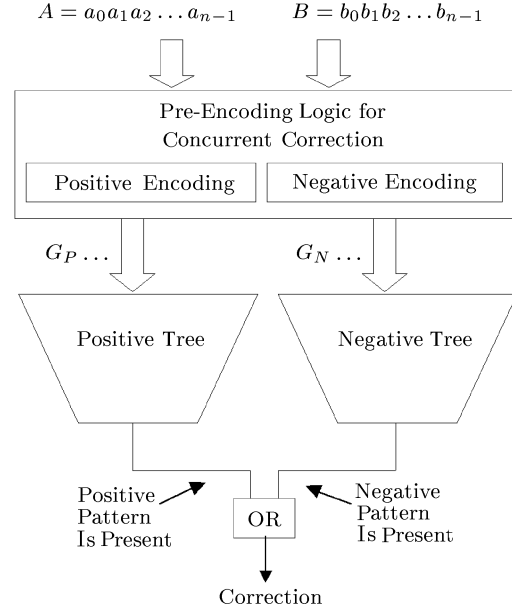 A = a₀a₁a₂ … aₙ₋₁
B = b₀b₁b₂ … bₙ₋₁
Pre-Encoding Logic for
Concurrent Correction
Positive Encoding
Negative Encoding
G_P …
G_N …
Positive Tree
Negative Tree
Positive
Pattern
Is Present
Negative
Pattern
Is Present
OR
Correction